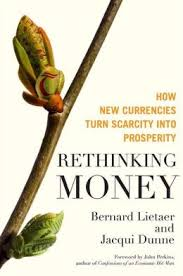 HOW
NEW CURRENCIES
TURN SCARCITY INTO
PROSPERITY
RETHINKING
MONEY
Bernard Lietaer
and
Jacqui Dunne
Foreword by John Perkins,
author of Confessions of an Economic Hit Man